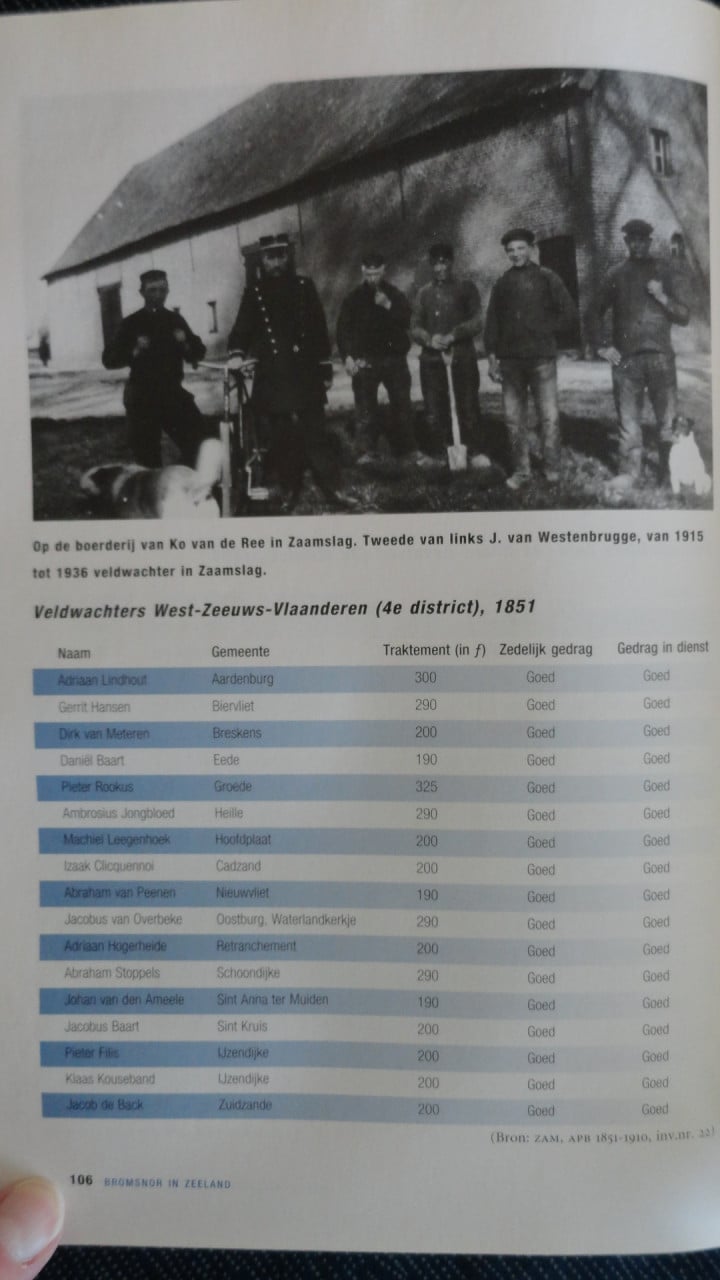 Op de boerderij van Ko van de Ree in Zaamslag. Tweede van links J. van Westenbrugge, van 1915
tot 1936 veldwachter in Zaamslag.
Veldwachters West-Zeeuws-Vlaanderen (4e district), 1851
Naam Gemeente Traktement (in ƒ) Zedelijk gedrag Gedrag in dienst
Adriaan Lindhout Aardenburg 300 Goed Goed
Gerrit Hansen Biervliet 290 Goed Goed
Dirk van Meteren Breskens 200 Goed Goed
Daniël Baart Eede 190 Goed Goed
Pieter Rookus Groede 325 Goed Goed
Ambrosius Jongbloed Heille 290 Goed Goed
Machiel Leegenhoek Hoofdplaat 200 Goed Goed
Izaak Clicquennoi Cadzand 200 Goed Goed
Abraham van Peenen Nieuwvliet 190 Goed Goed
Jacobus van Overbeke Oostburg, Waterlandkerkje 290 Goed Goed
Adriaan Hogerheide Retranchement 200 Goed Goed
Abraham Stoppels Schoondijke 290 Goed Goed
Johan van den Ameele Sint Anna ter Muiden 190 Goed Goed
Jacobus Baart Sint Kruis 200 Goed Goed
Pieter Filis IJzendijke 200 Goed Goed
Klaas Kouseband IJzendijke 200 Goed Goed
Jacob de Back Zuidzande 200 Goed Goed
(Bron: ZAM, APB 1851-1910, inv.nr. 22)
106 BROMSNOR IN ZEELAND